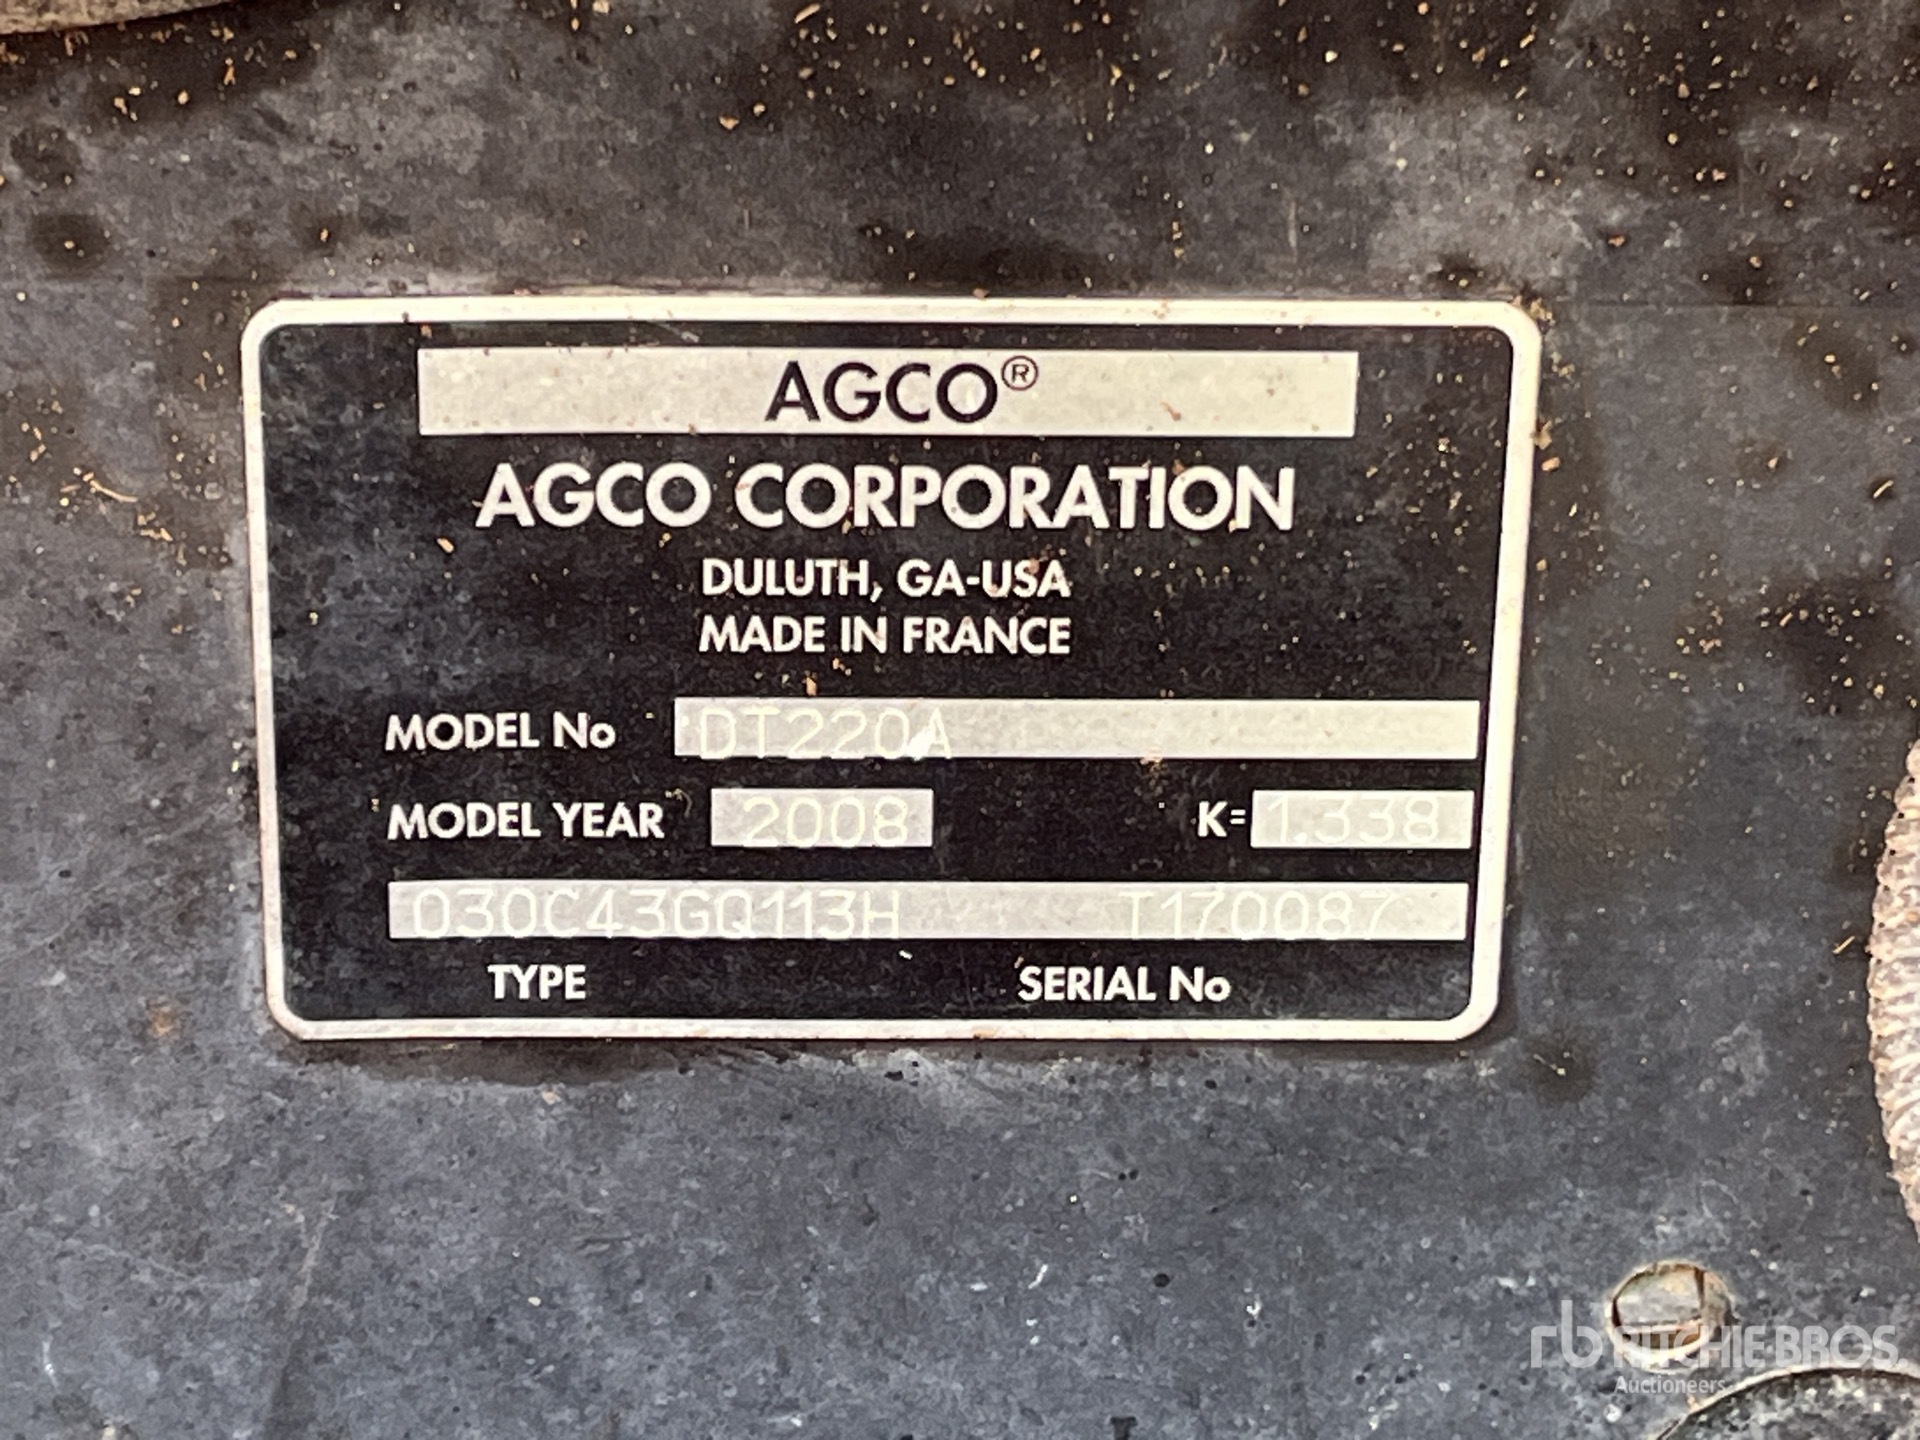 AGCO®
AGCO CORPORATION
DULUTH, GA-USA
MADE IN FRANCE
MODEL No DT220A
MODEL YEAR 2008 K= 1.338
030C43GQ113H T170087
TYPE SERIAL No
rb RITCHIE BROS
Auctioneers